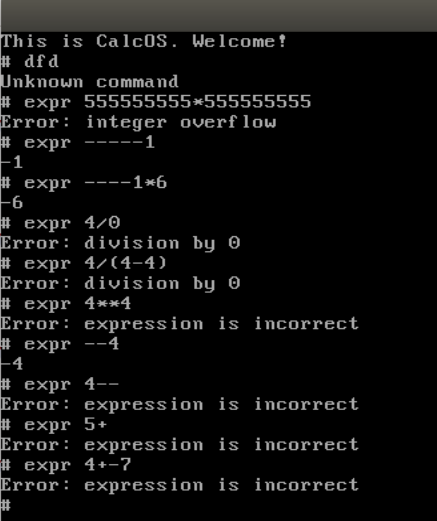 This is CalcOS. Welcome!
# dfd
Unknown command
# expr 555555555*555555555
Error: integer overflow
# expr -----1
-1
# expr ----1*6
-6
# expr 4/0
Error: division by 0
# expr 4/(4-4)
Error: division by 0
# expr 4**4
Error: expression is incorrect
# expr --4
-4
# expr 4--
Error: expression is incorrect
# expr 5+
Error: expression is incorrect
# expr 4+-7
Error: expression is incorrect
#